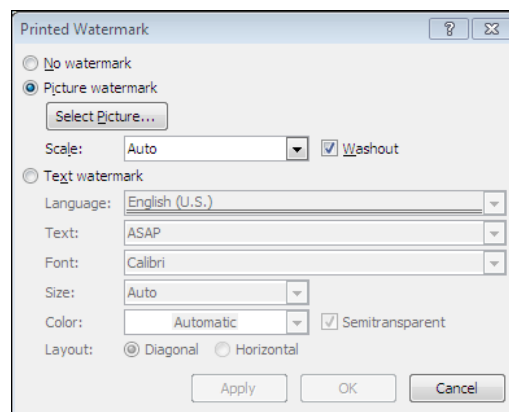 Printed Watermark
No watermark
Picture watermark
Select Picture...
Scale: Auto Washout
Text watermark
Language: English (U.S.)
Text: ASAP
Font: Calibri
Size: Auto
Color: Automatic Semitransparent
Layout: Diagonal Horizontal
Apply OK Cancel